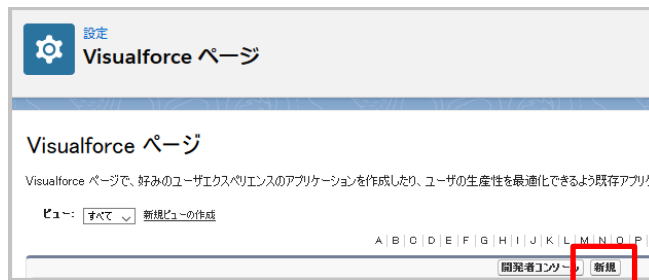 設定
Visualforce ページ
Visualforce ページ
Visualforce ページで、好みのユーザエクスペリエンスのアプリケーションを作成したり、ユーザの生産性を最適化できるよう既存アプリケ
ビュー: すべて 新規ビューの作成
A | B | C | D | E | F | G | H | I | J | K | L | M | N | O | P |
開発者コンソール 新規